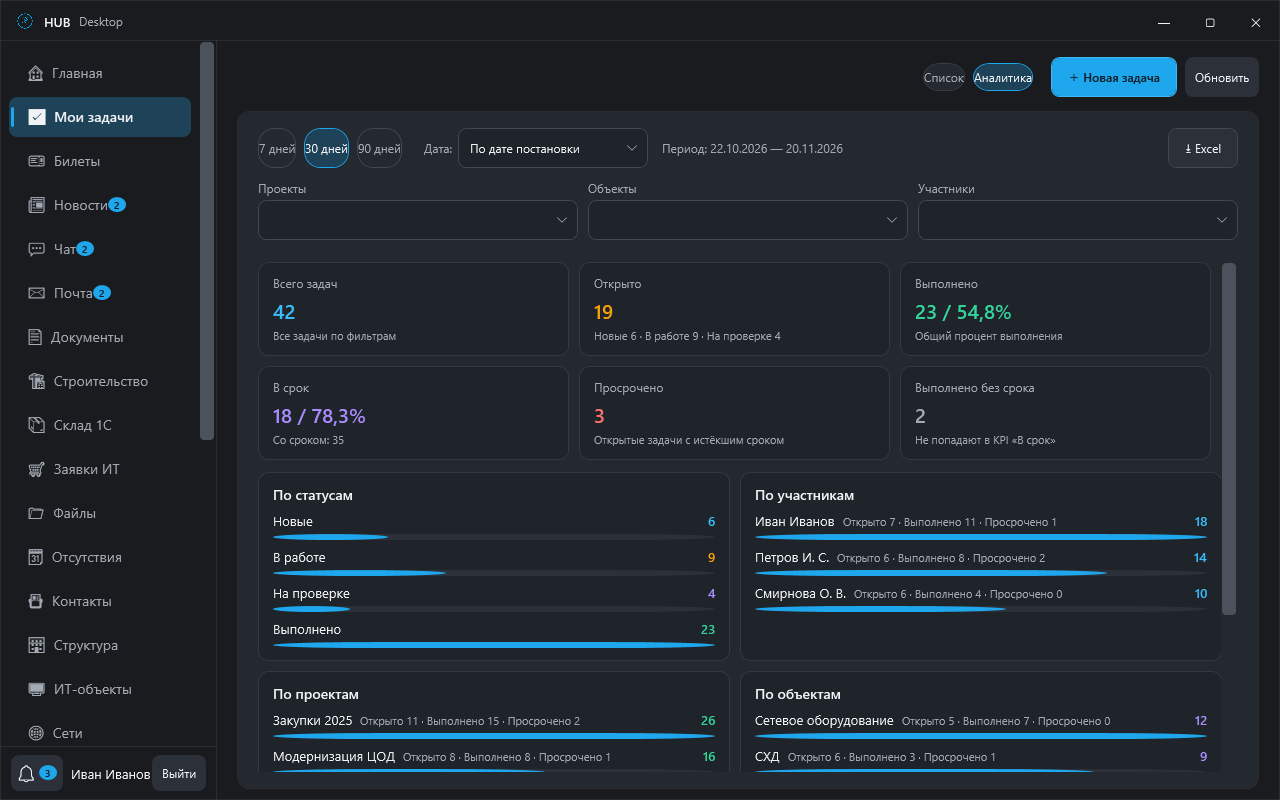 HUB Desktop
Главная
Мои задачи
Билеты
Новости 2
Чат 2
Почта 2
Документы
Строительство
Склад 1С
Заявки ИТ
Файлы
31 Отсутствия
Контакты
Структура
ИТ-объекты
Сети
3 Иван Иванов Выйти
Список Аналитика + Новая задача Обновить
7 дней 30 дней 90 дней Дата: По дате постановки Период: 22.10.2026 — 20.11.2026 ⭳ Excel
Проекты Объекты Участники
Всего задач
42
Все задачи по фильтрам
Открыто
19
Новые 6 · В работе 9 · На проверке 4
Выполнено
23 / 54,8%
Общий процент выполнения
В срок
18 / 78,3%
Со сроком: 35
Просрочено
3
Открытые задачи с истёкшим сроком
Выполнено без срока
2
Не попадают в KPI «В срок»
По статусам
Новые 6
В работе 9
На проверке 4
Выполнено 23
По участникам
Иван Иванов Открыто 7 · Выполнено 11 · Просрочено 1 18
Петров И. С. Открыто 6 · Выполнено 8 · Просрочено 2 14
Смирнова О. В. Открыто 6 · Выполнено 4 · Просрочено 0 10
По проектам
Закупки 2025 Открыто 11 · Выполнено 15 · Просрочено 2 26
Модернизация ЦОД Открыто 8 · Выполнено 8 · Просрочено 1 16
По объектам
Сетевое оборудование Открыто 5 · Выполнено 7 · Просрочено 0 12
СХД Открыто 6 · Выполнено 3 · Просрочено 1 9